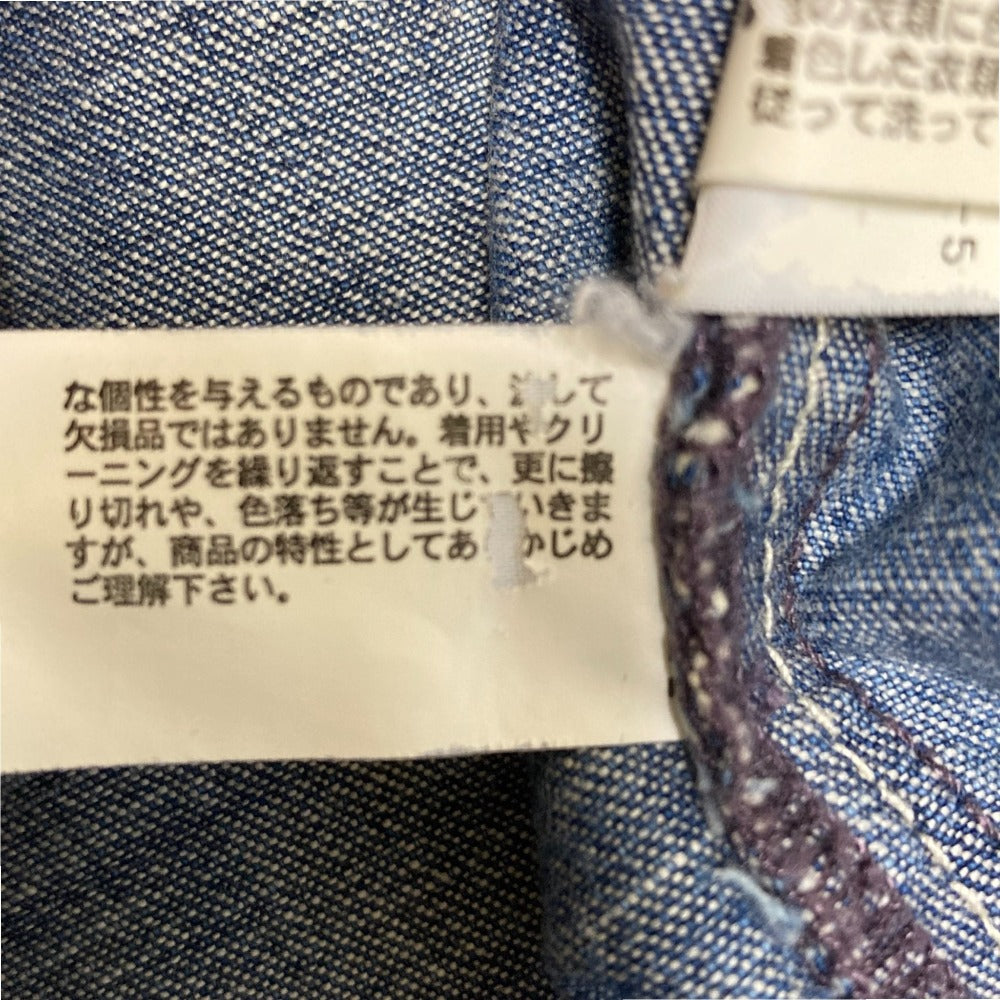 の衣類に
着色した衣類
従って洗って
-5
な個性を与えるものであり、決して
欠損品ではありません。着用やクリ
ーニングを繰り返すことで、更に擦
り切れや、色落ち等が生じていきま
すが、商品の特性としてあらかじめ
ご理解下さい。